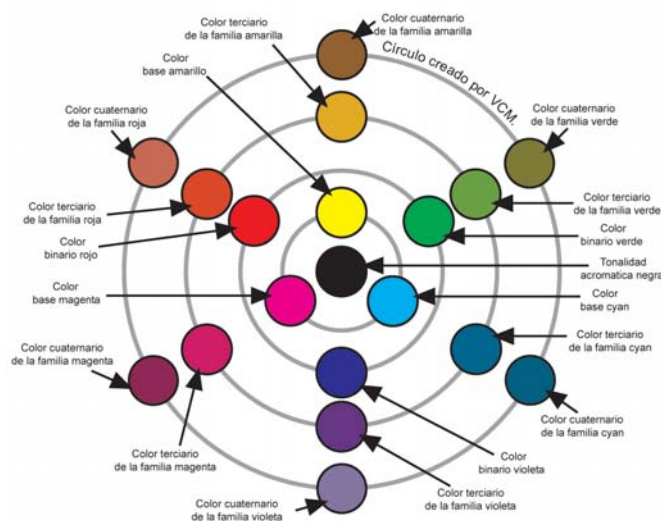 Color cuaternario
de la familia amarilla
Color terciario
de la familia amarilla
Color
base amarillo
Círculo creado por VCM.
Color cuaternario
de la familia roja
Color cuaternario
de la familia verde
Color terciario
de la familia roja
Color terciario
de la familia verde
Color
binario rojo
Color
binario verde
Tonalidad
acromatica negra
Color
base magenta
Color
base cyan
Color cuaternario
de la familia magenta
Color terciario
de la familia cyan
Color cuaternario
de la familia cyan
Color terciario
de la familia magenta
Color
binario violeta
Color terciario
de la familia violeta
Color cuaternario
de la familia violeta